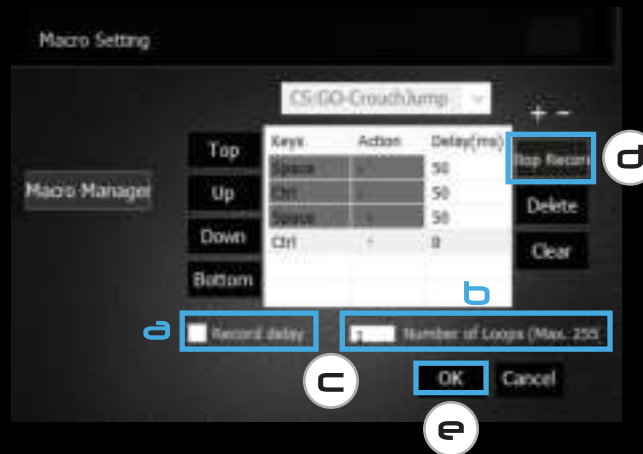 Macro Setting
CS:GO-CrouchJump
+ -
Top
Keys Action Delay(ms)
Stop Record
d
Space - 50
Macro Manager
Up
Ctrl - 50
Delete
Space 50
Down
Ctrl 0
Clear
Bottom
b
a
Record delay
Number of Loops (Max. 255
c
OK
Cancel
e